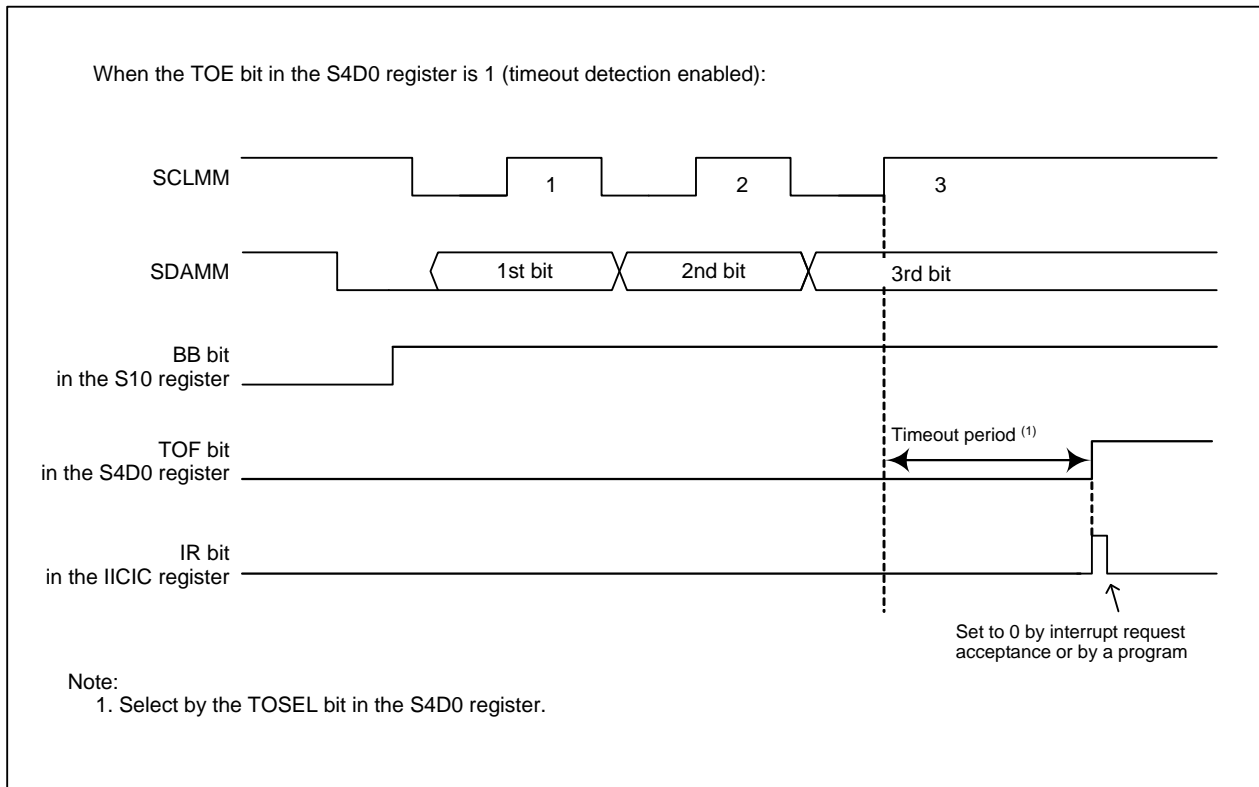 When the TOE bit in the S4D0 register is 1 (timeout detection enabled):
SCLMM
1
2
3
SDAMM
1st bit
2nd bit
3rd bit
BB bit
in the S10 register
TOF bit
in the S4D0 register
Timeout period (1)
IR bit
in the IICIC register
Set to 0 by interrupt request
acceptance or by a program
Note:
1. Select by the TOSEL bit in the S4D0 register.